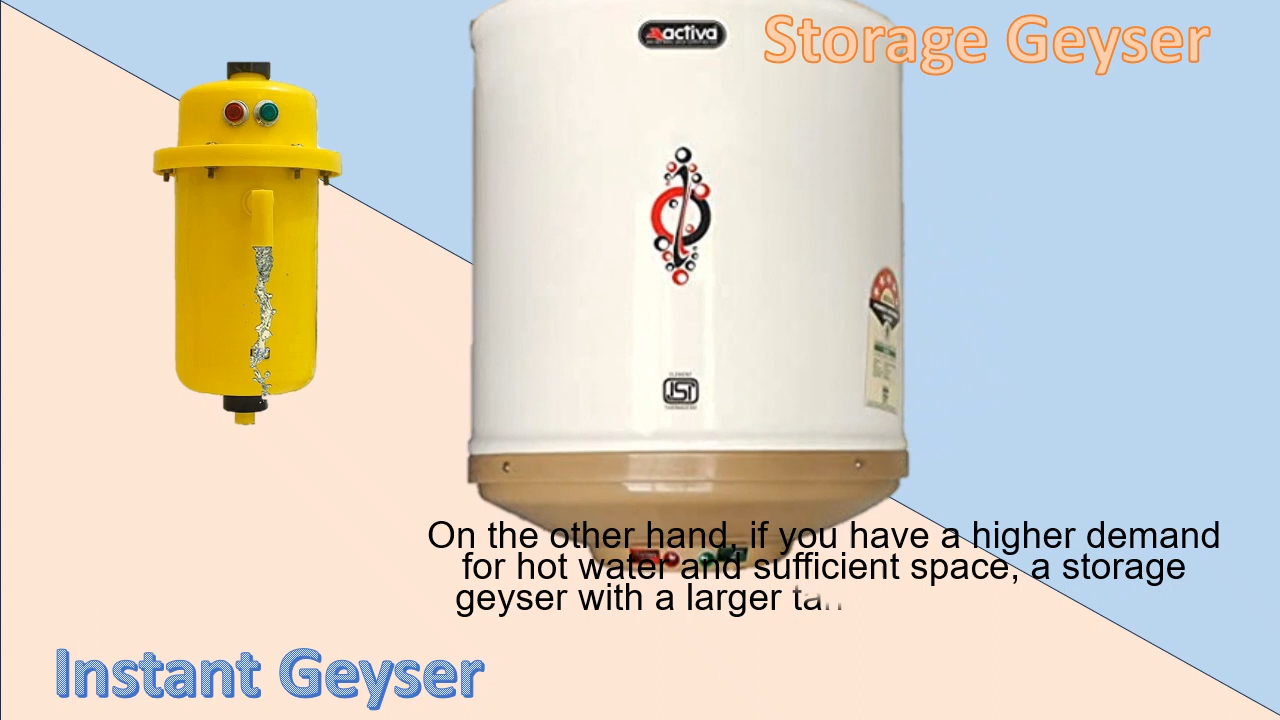 activa
Storage Geyser
ISI
On the other hand, if you have a higher demand
for hot water and sufficient space, a storage
geyser with a larger
Instant Geyser